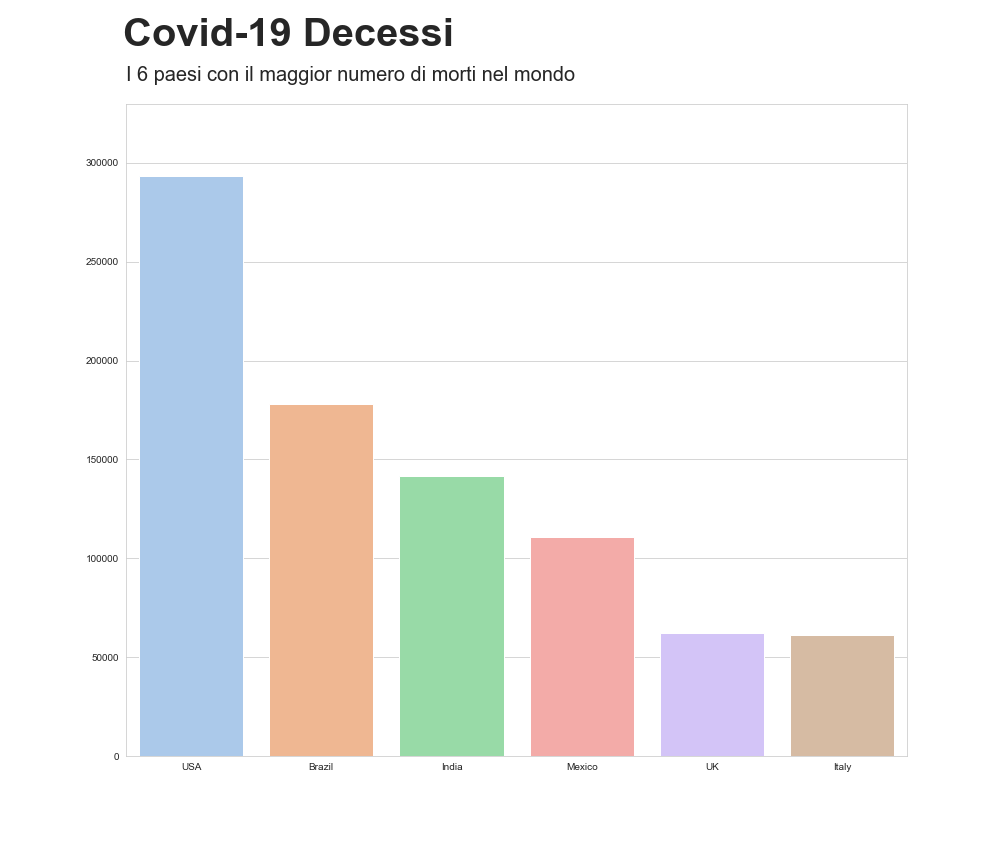 Covid-19 Decessi
I 6 paesi con il maggior numero di morti nel mondo
300000
250000
200000
150000
100000
50000
0
USA Brazil India Mexico UK Italy